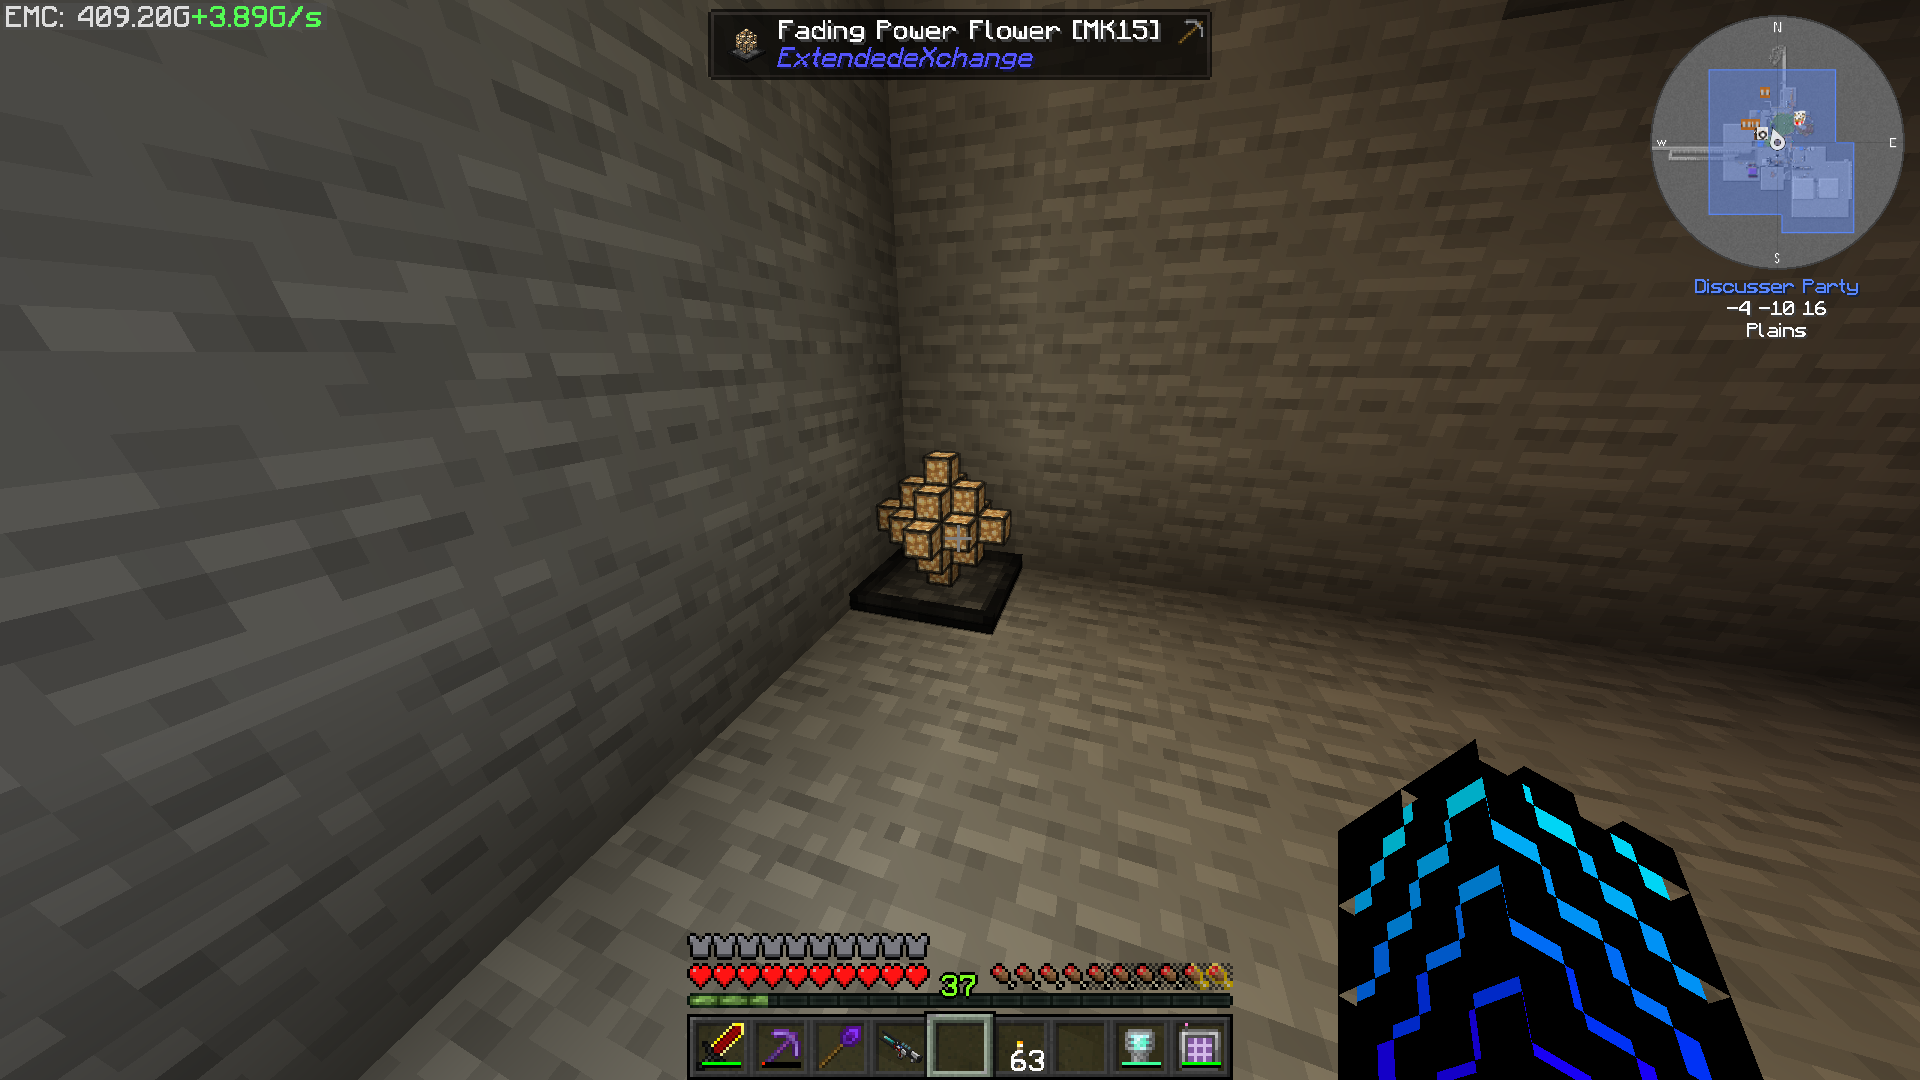 EMC: 409.20G+3.89G/s
Fading Power Flower [MK15]
ExtendedeXchange
N
W
E
S
Discusser Party
-4 -10 16
Plains
37
63